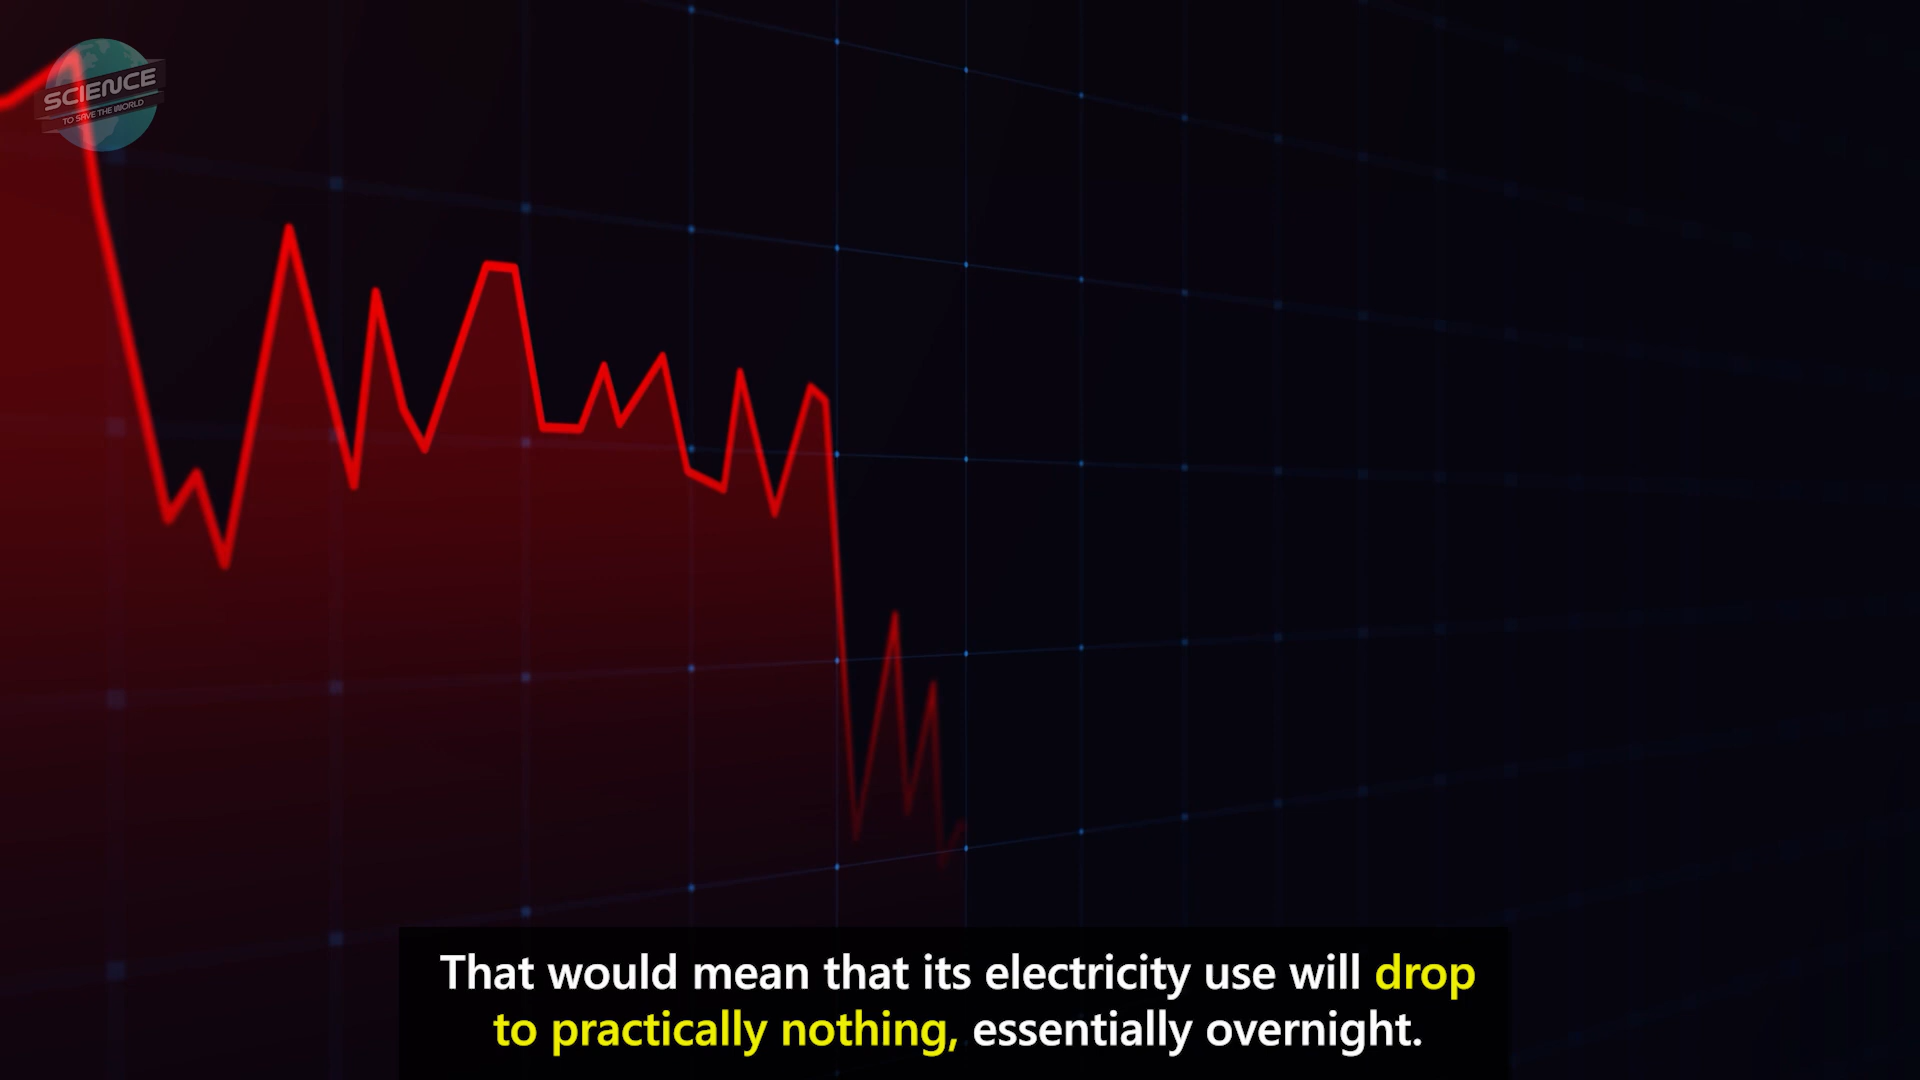 SCIENCE
TO SAVE THE WORLD
That would mean that its electricity use will drop
to practically nothing, essentially overnight.